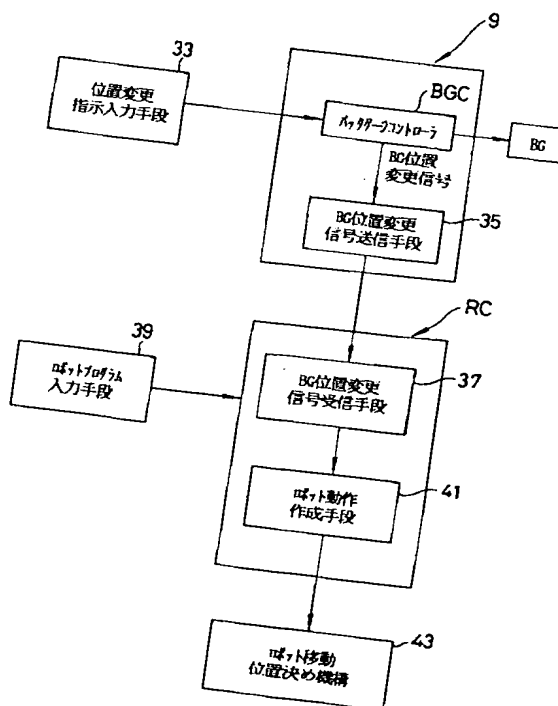 9
33
位置変更
指示入力手段
BGC
バックゲージコントローラ
BG
BG位置
変更信号
BG位置変更
信号送信手段
35
RC
39
ロボットプログラム
入力手段
BG位置変更
信号受信手段
37
ロボット動作
作成手段
41
ロボット移動
位置決め機構
43